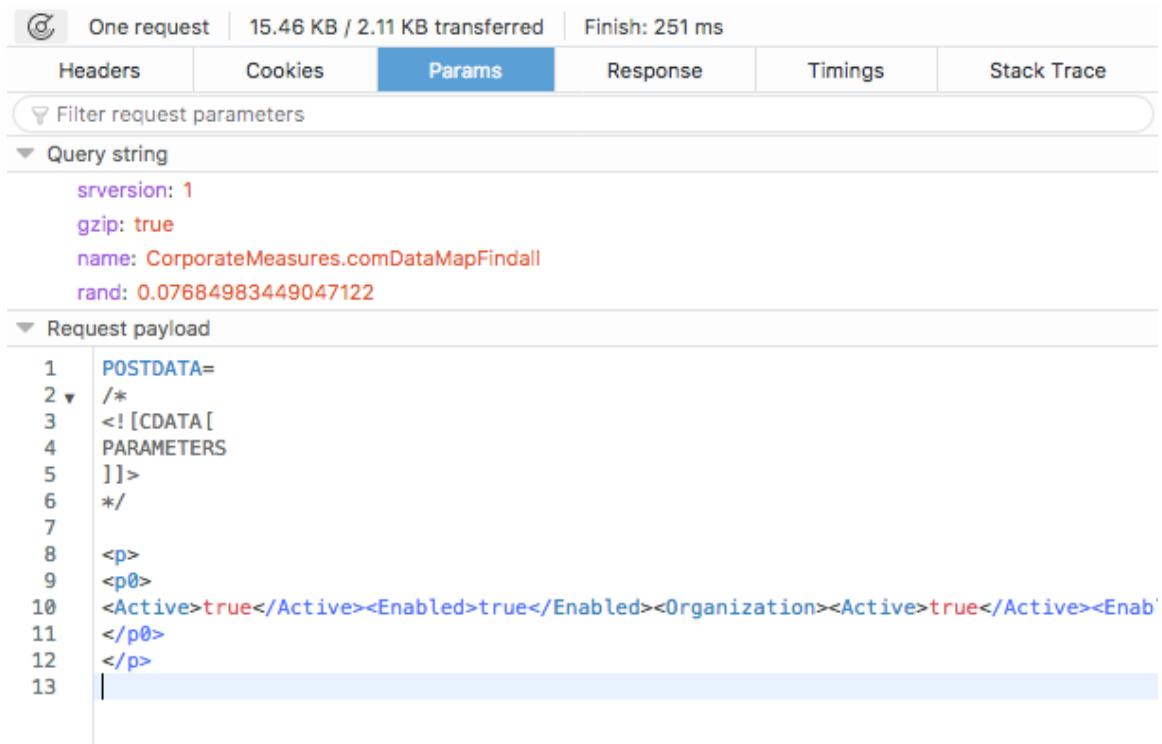 One request 15.46 KB / 2.11 KB transferred Finish: 251 ms
Headers Cookies Params Response Timings Stack Trace
Filter request parameters
Query string
srversion: 1
gzip: true
name: CorporateMeasures.comDataMapFindall
rand: 0.07684983449047122
Request payload
1 POSTDATA=
2 /*
3 <![CDATA[
4 PARAMETERS
5 ]]>
6 */
7
8 <p>
9 <p0>
10 <Active>true</Active><Enabled>true</Enabled><Organization><Active>true</Active><Enabl
11 </p0>
12 </p>
13